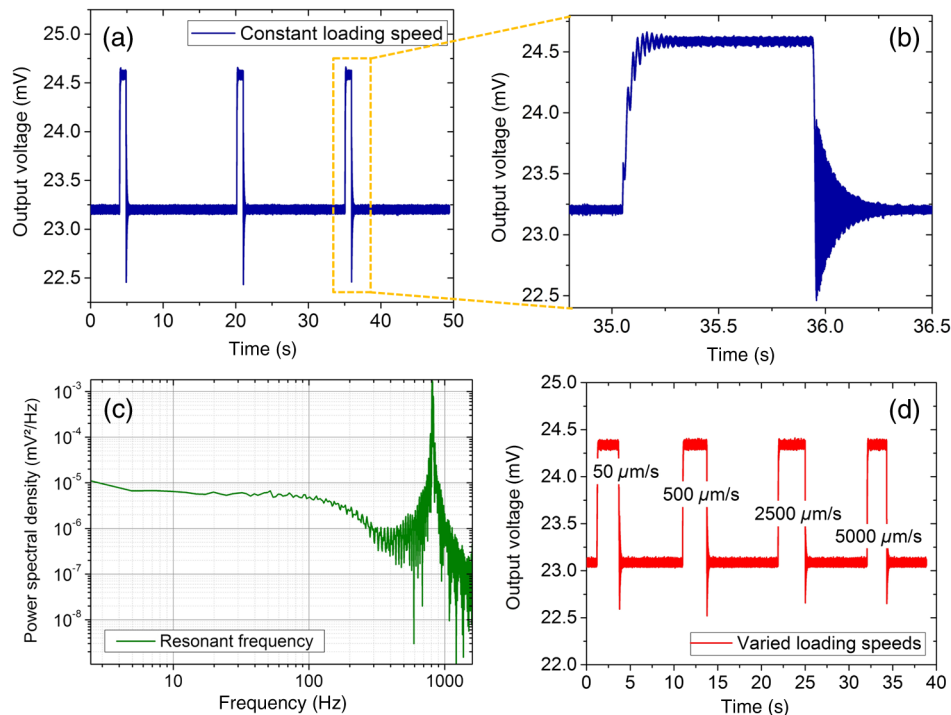 (a)
Constant loading speed
Output voltage (mV)
25.0
24.5
24.0
23.5
23.0
22.5
0 10 20 30 40 50
Time (s)
(b)
Output voltage (mV)
24.5
24.0
23.5
23.0
22.5
35.0 35.5 36.0 36.5
Time (s)
(c)
Power spectral density (mV²/Hz)
10⁻³
10⁻⁴
10⁻⁵
10⁻⁶
10⁻⁷
10⁻⁸
Resonant frequency
10 100 1000
Frequency (Hz)
(d)
Output voltage (mV)
25.0
24.5
24.0
23.5
23.0
22.5
22.0
50 µm/s
500 µm/s
2500 µm/s
5000 µm/s
Varied loading speeds
0 5 10 15 20 25 30 35 40
Time (s)